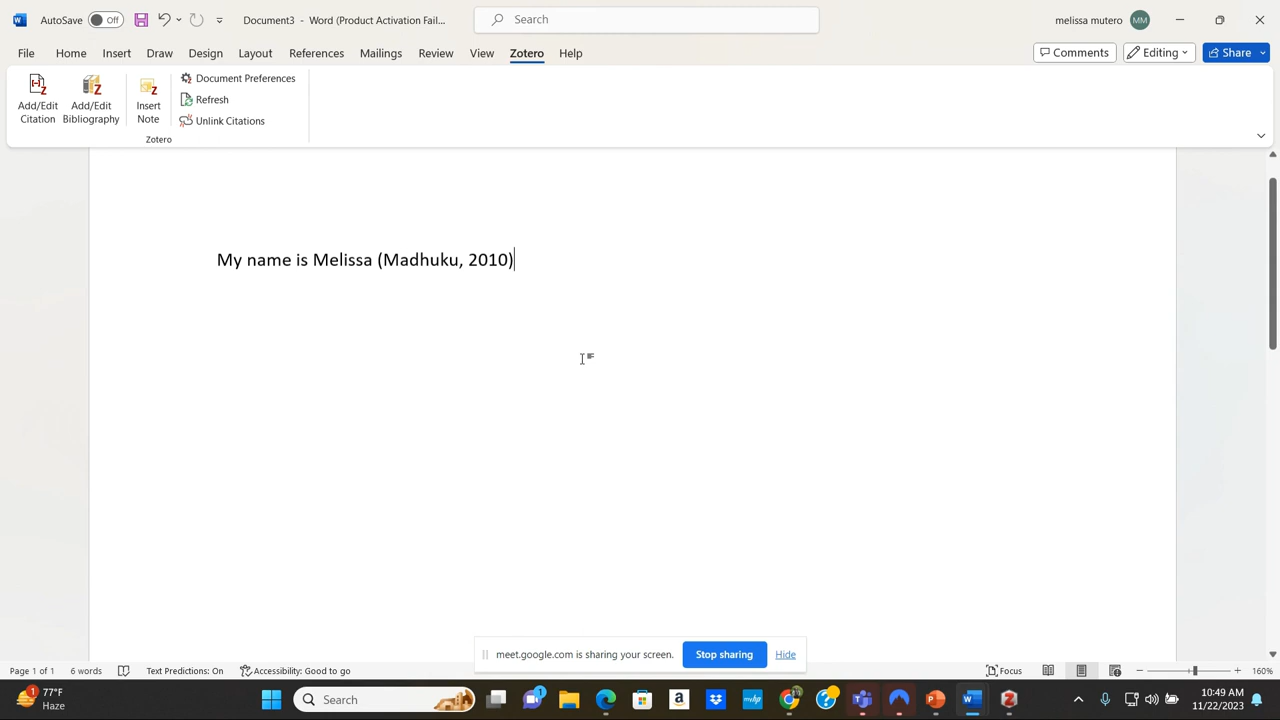 AutoSave Off Document3 - Word (Product Activation Fail... Search melissa mutero MM
File Home Insert Draw Design Layout References Mailings Review View Zotero Help Comments Editing Share
Add/Edit Citation
Add/Edit Bibliography
Insert Note
Document Preferences
Refresh
Unlink Citations
Zotero
My name is Melissa (Madhuku, 2010)
meet.google.com is sharing your screen. Stop sharing Hide
Page 1 of 1 6 words Text Predictions: On Accessibility: Good to go Focus 160%
1 77°F
Haze
Search
1
a
10:49 AM
11/22/2023